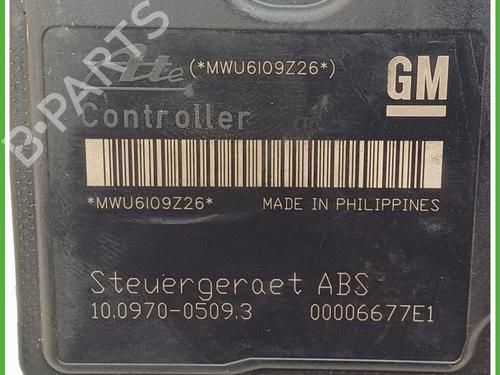 Ate (*MWU6I09Z26*)
GM
Controller
*MWU6I09Z26* MADE IN PHILIPPINES
Steuergeraet ABS
10.0970-0509.3 00006677E1
B-PARTS